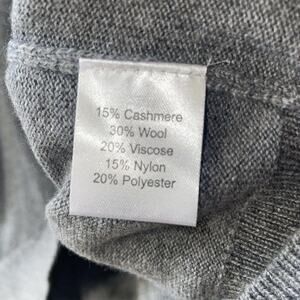 15% Cashmere
30% Wool
20% Viscose
15% Nylon
20% Polyester